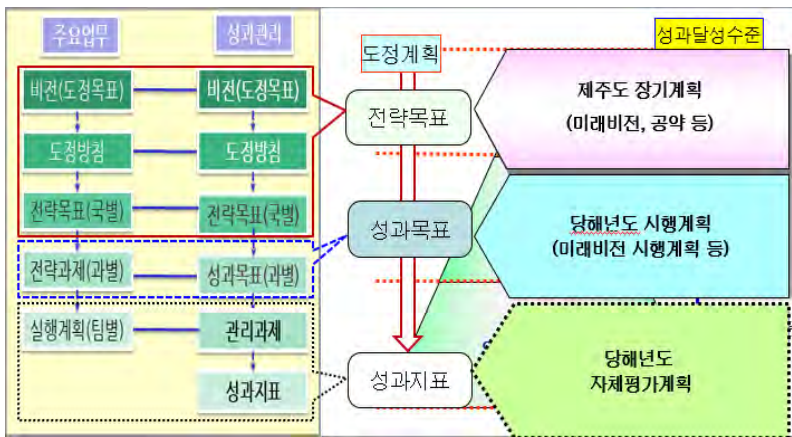 주요업무
성과관리
비전(도정목표)
비전(도정목표)
도정방침
도정방침
전략목표(국별)
전략목표(국별)
전략과제(과별)
성과목표(과별)
실행계획(팀별)
관리과제
성과지표
도정계획
전략목표
성과목표
성과지표
성과달성수준
제주도 장기계획
(미래비전, 공약 등)
당해년도 시행계획
(미래비전 시행계획 등)
당해년도
자체평가계획